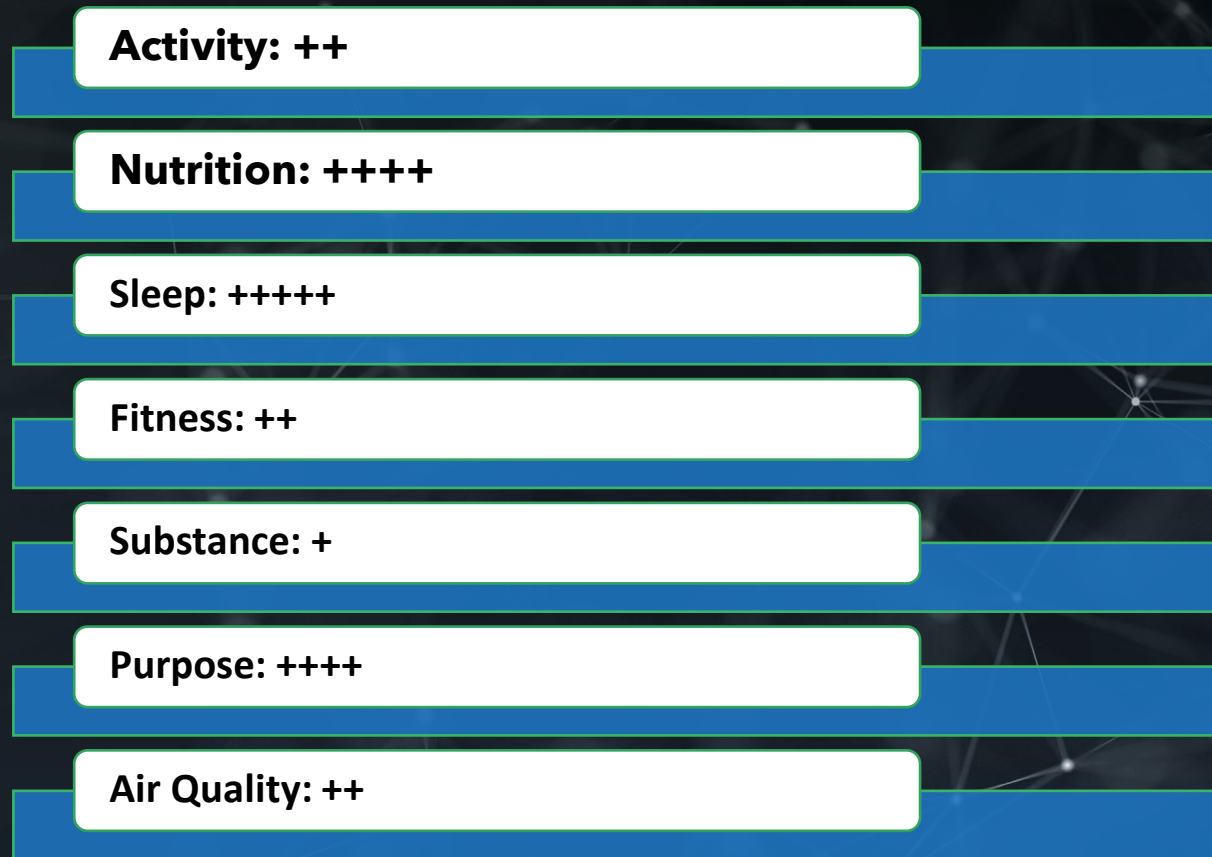 Activity: ++
Nutrition: ++++
Sleep: +++++
Fitness: ++
Substance: +
Purpose: ++++
Air Quality: ++